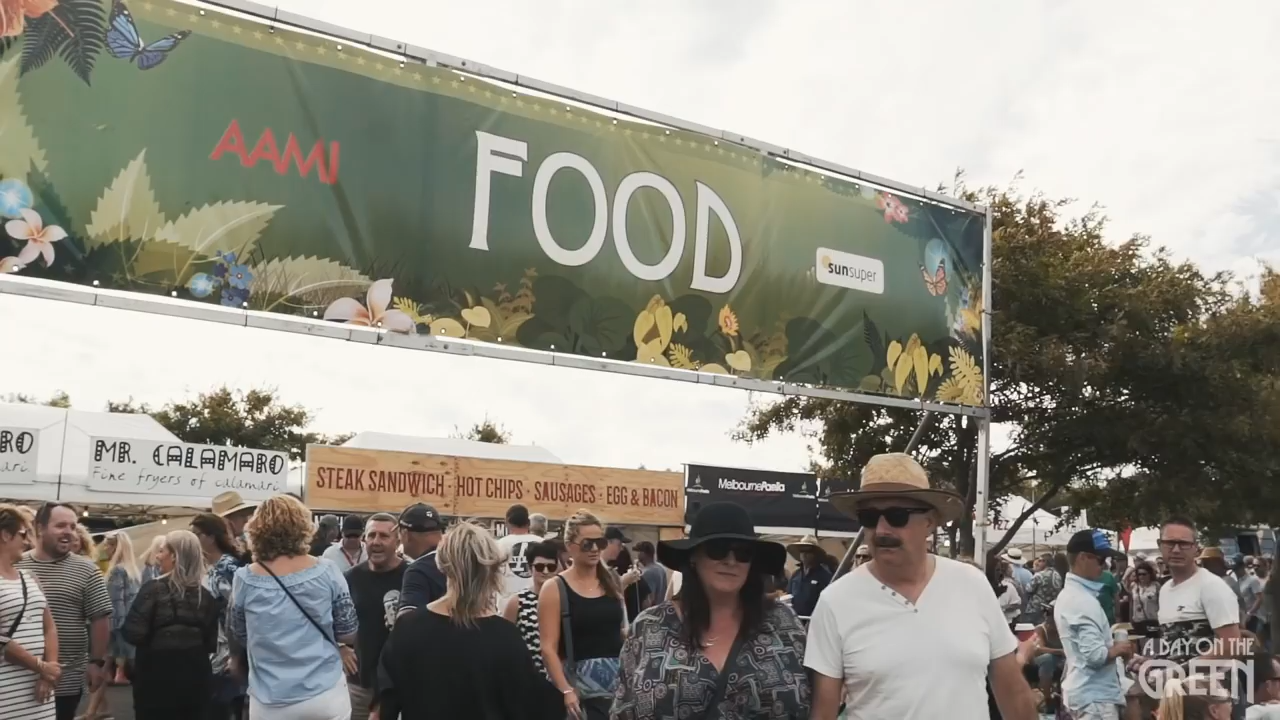 AAMI
FOOD
sunsuper
RO
ari
MR. CALAMARO
Fine fryers of calamari
STEAK SANDWICH · HOT CHIPS · SAUSAGES · EGG & BACON
MelbournePaella
A DAY ON THE
GREEN